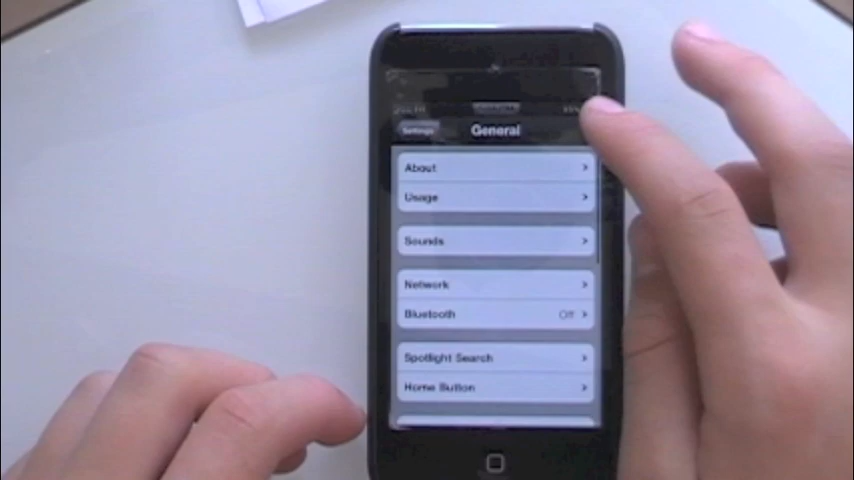 Settings
General
About
Usage
Sounds
Network
Bluetooth Off
Spotlight Search
Home Button